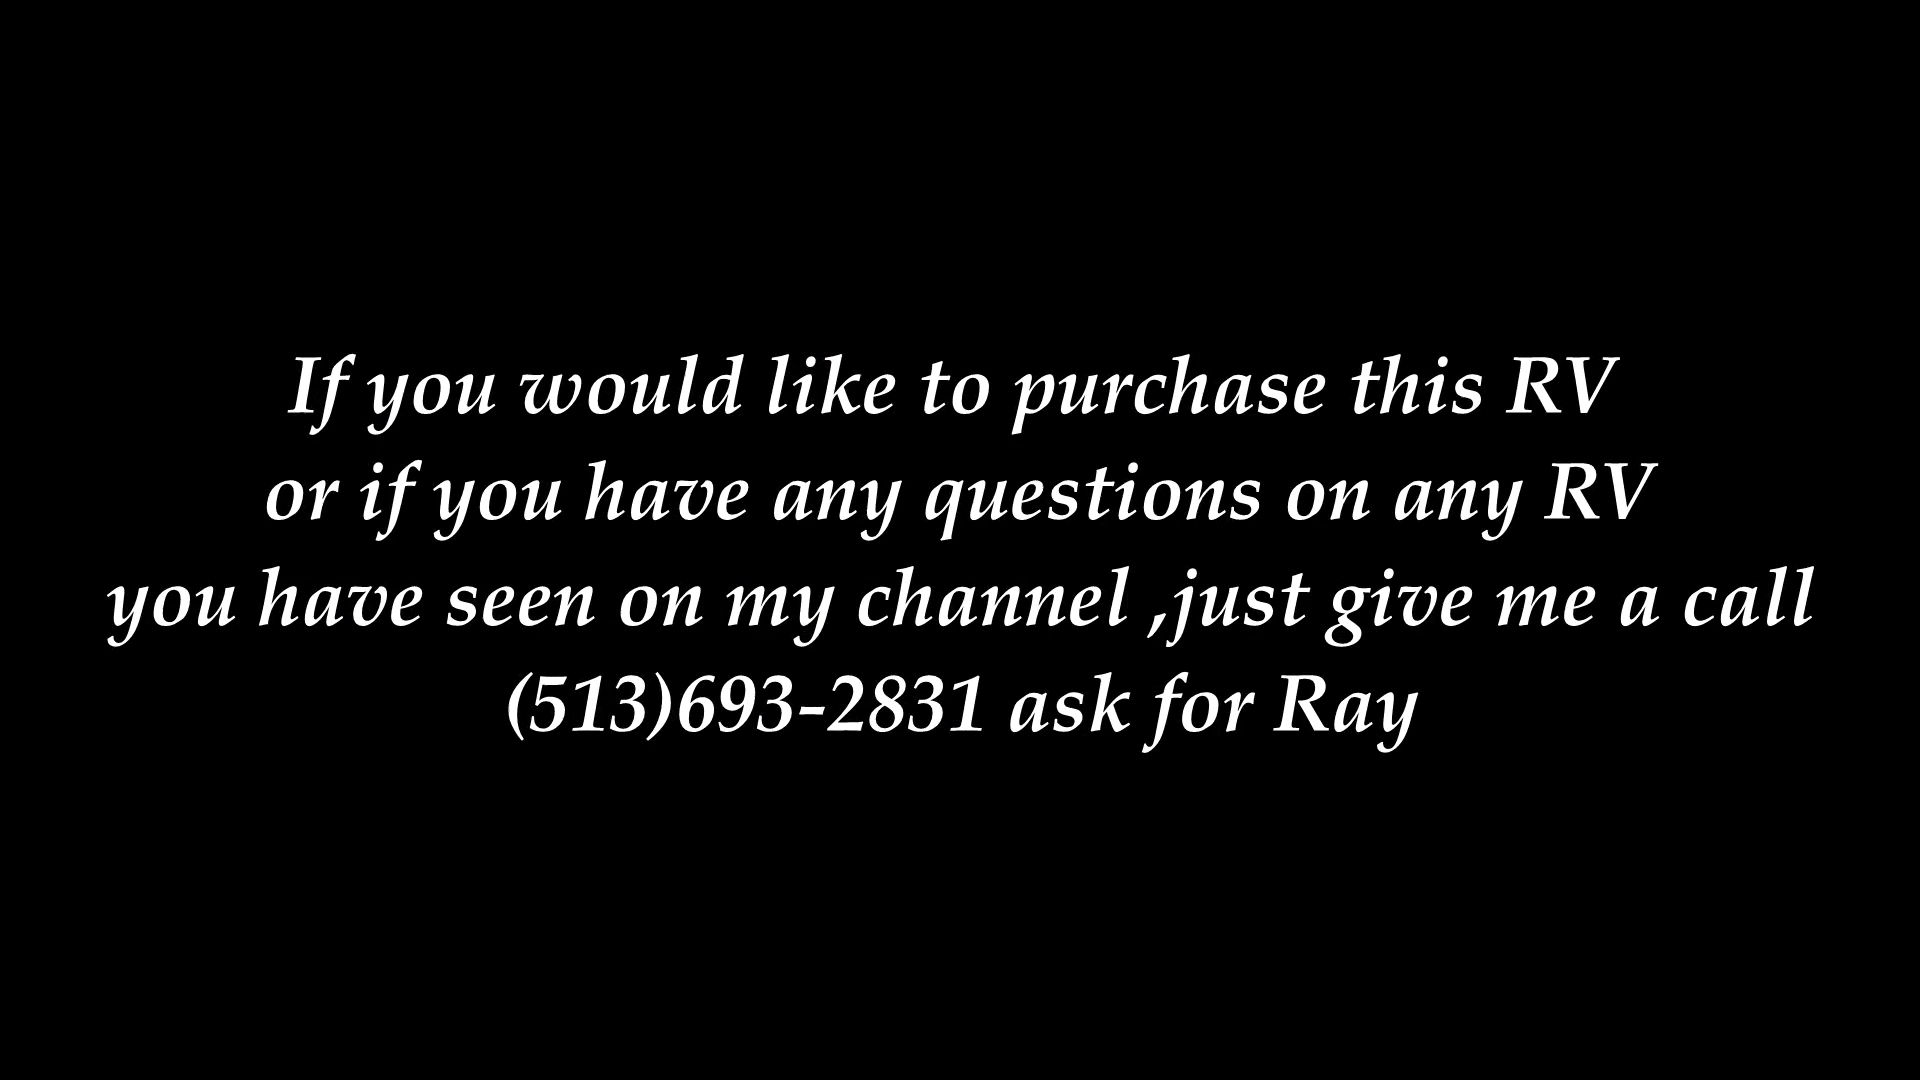 If you would like to purchase this RV
or if you have any questions on any RV
you have seen on my channel ,just give me a call
(513)693-2831 ask for Ray